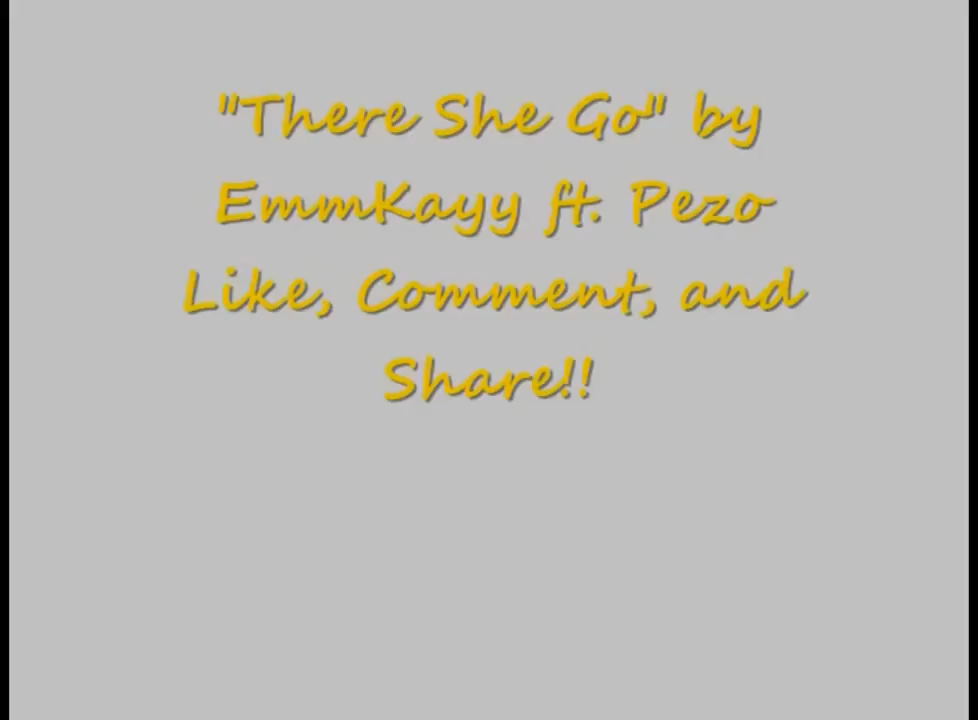 "There She Go" by
EmmKayy ft. Pezo
Like, Comment, and
Share!!